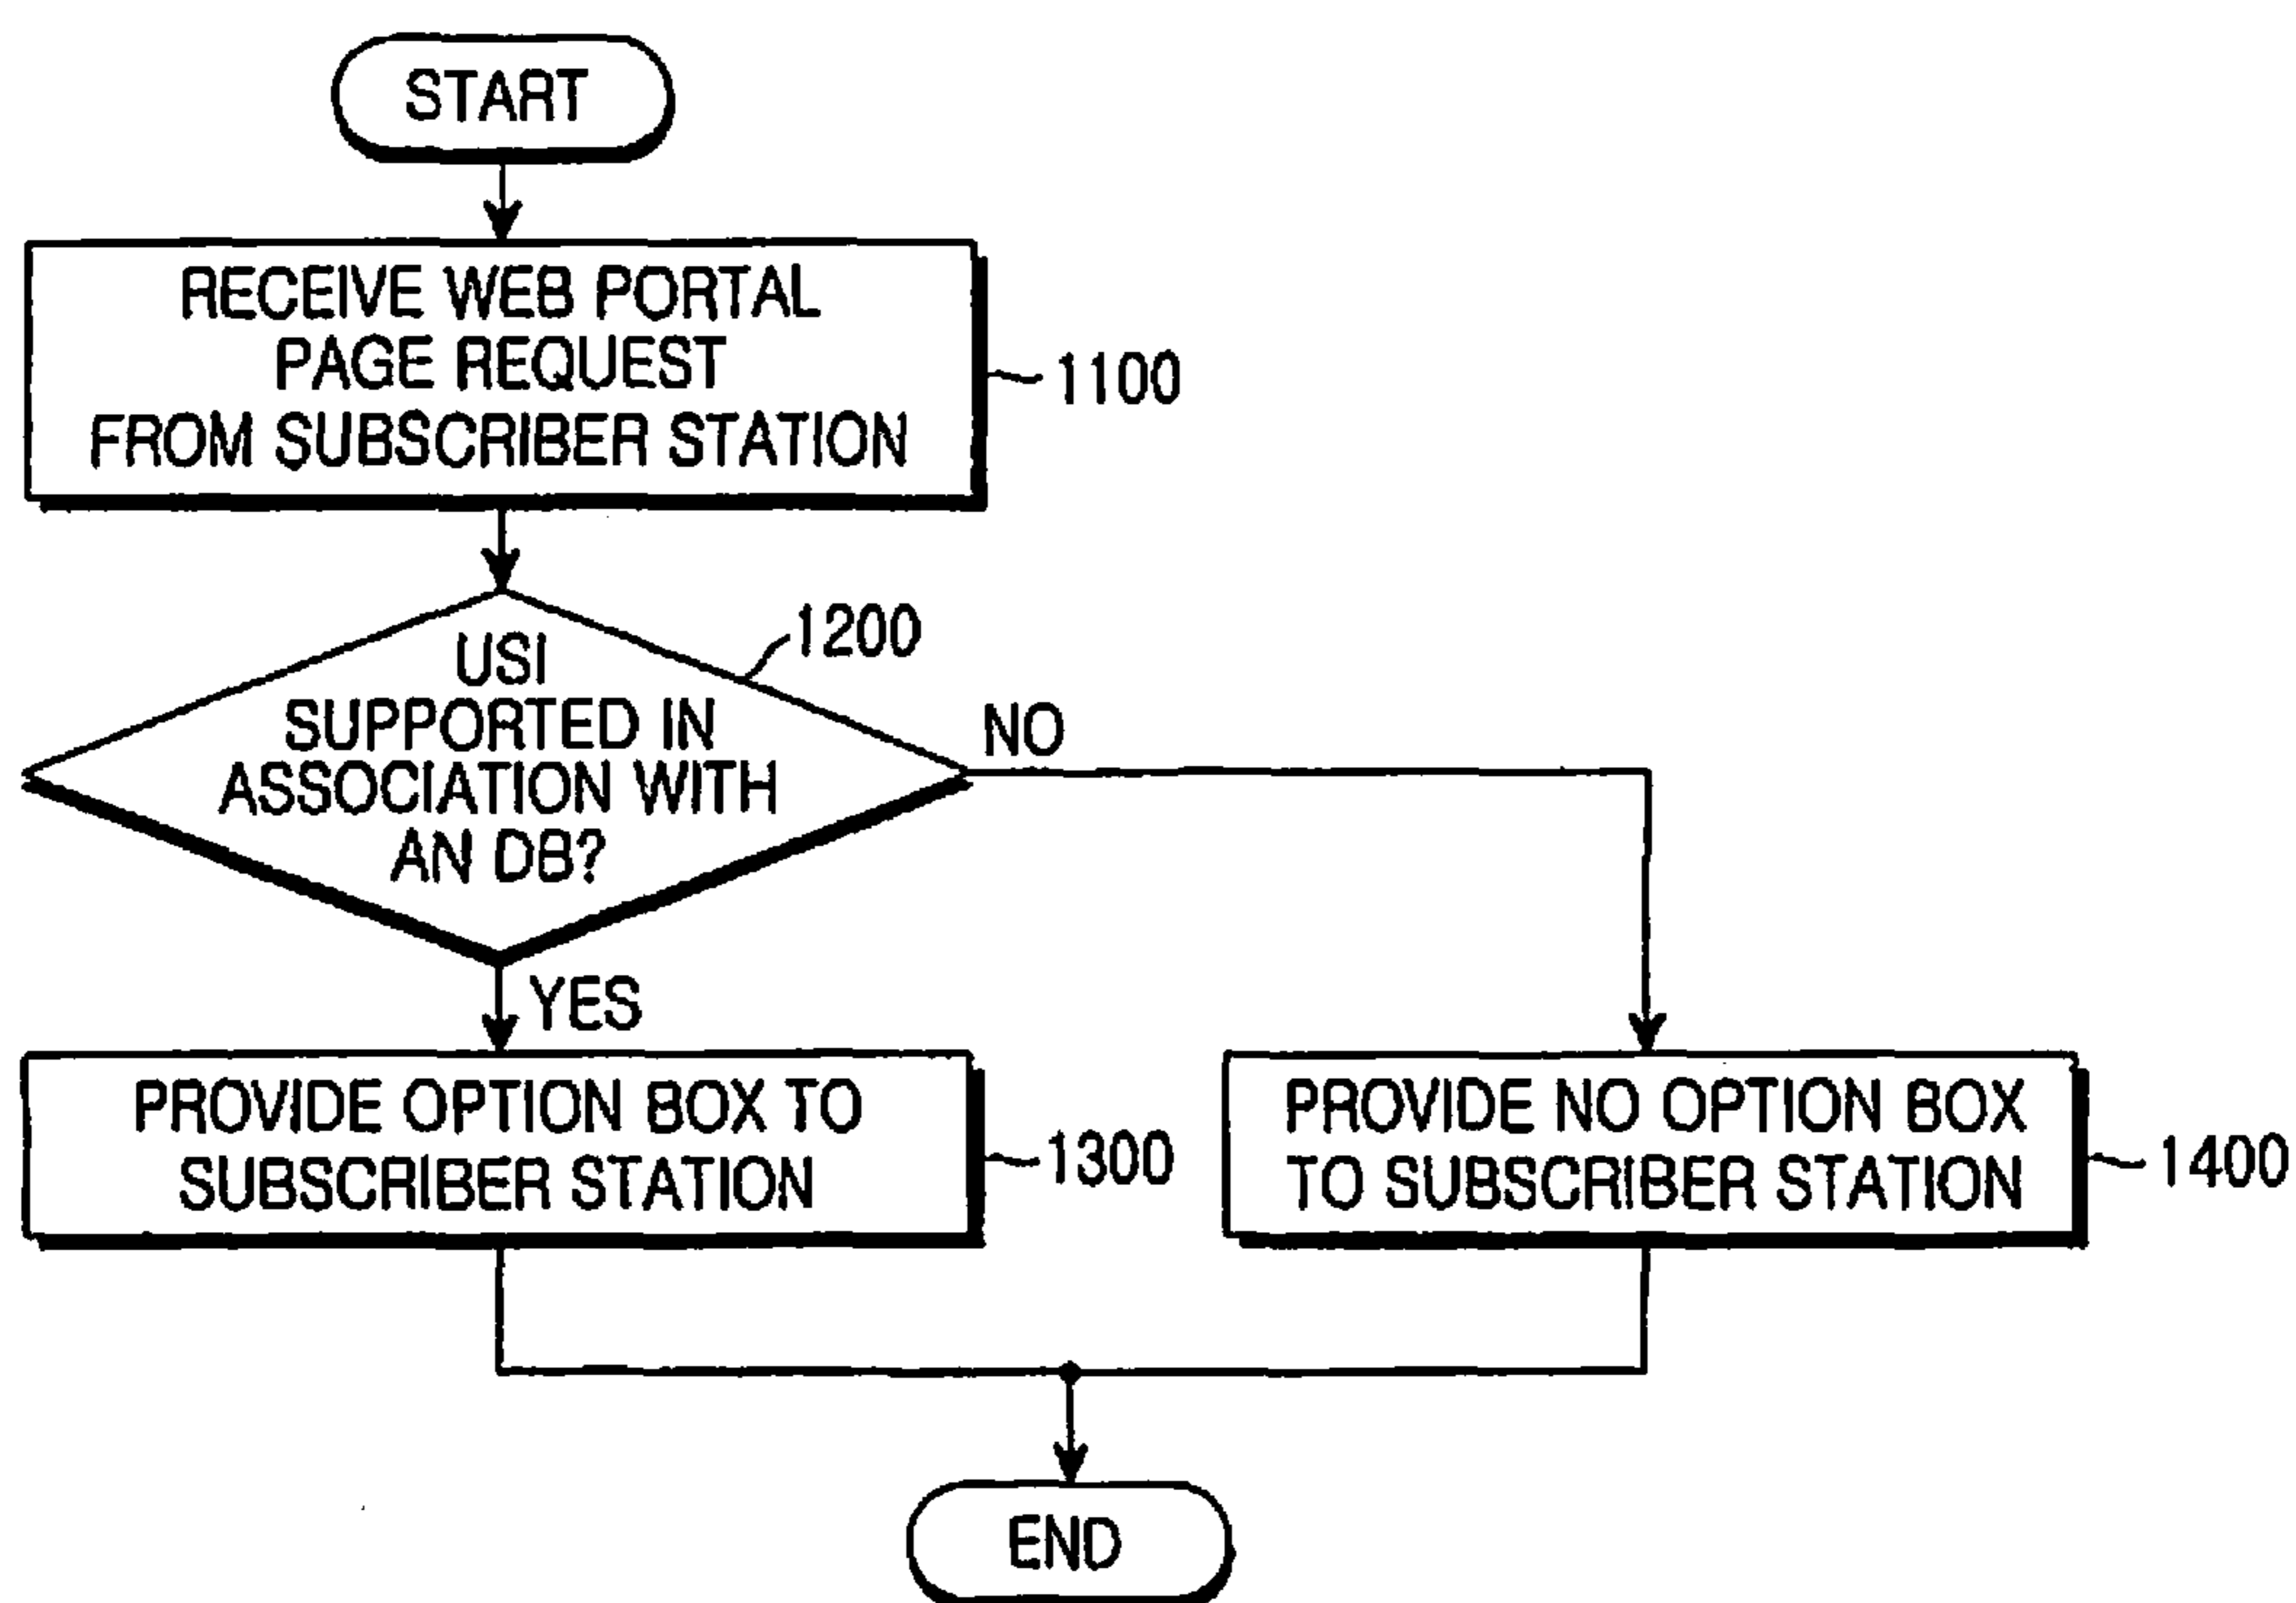 START
RECEIVE WEB PORTAL
PAGE REQUEST
FROM SUBSCRIBER STATION
1100
USI
SUPPORTED IN
ASSOCIATION WITH
AN DB?
1200
NO
YES
PROVIDE OPTION BOX TO
SUBSCRIBER STATION
1300
PROVIDE NO OPTION BOX
TO SUBSCRIBER STATION
1400
END